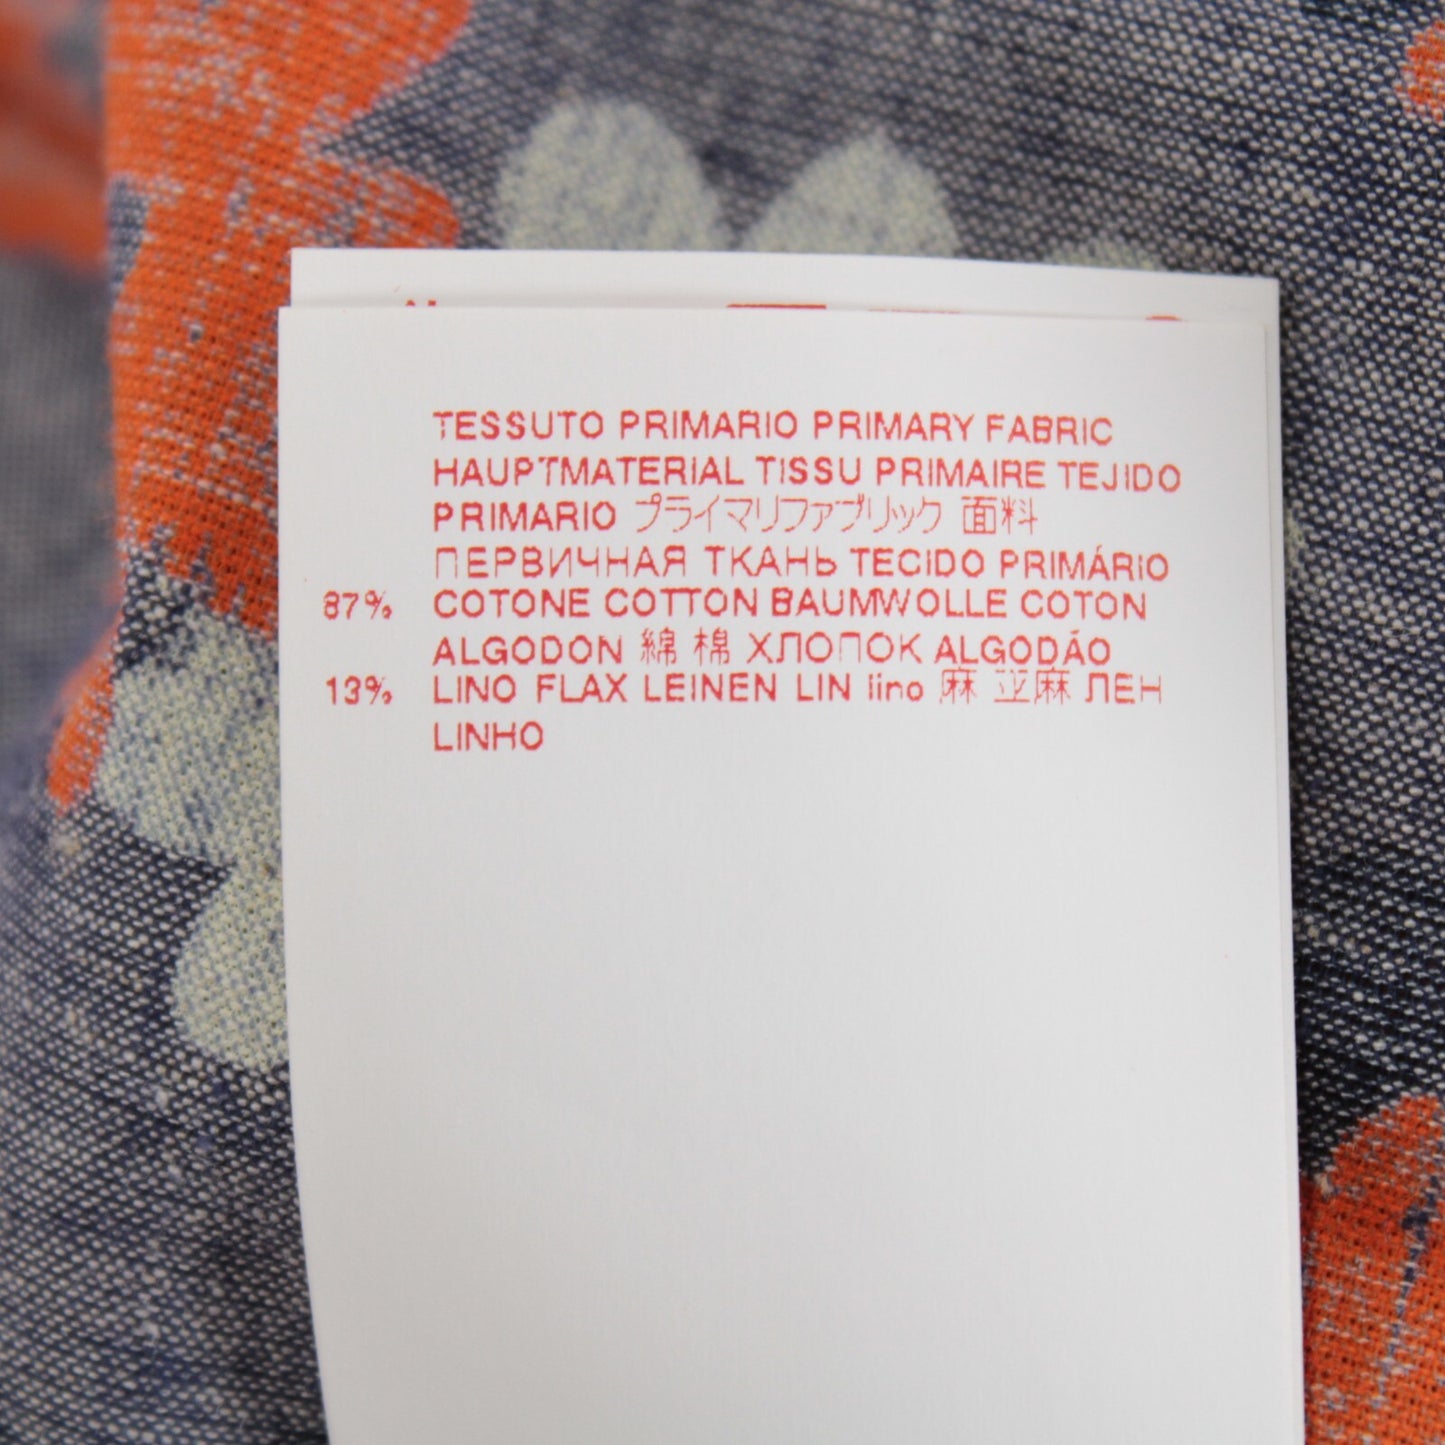 TESSUTO PRIMARIO PRIMARY FABRIC
HAUPTMATERIAL TISSU PRIMAIRE TEJIDO
PRIMARIO プライマリファブリック 面料
ПЕРВИЧНАЯ ТКАНЬ TECIDO PRIMÁRIO
87% COTONE COTTON BAUMWOLLE COTON
ALGODON 綿 棉 ХЛОПОК ALGODÃO
13% LINO FLAX LEINEN LIN lino 麻 亚麻 ЛЕН
LINHO